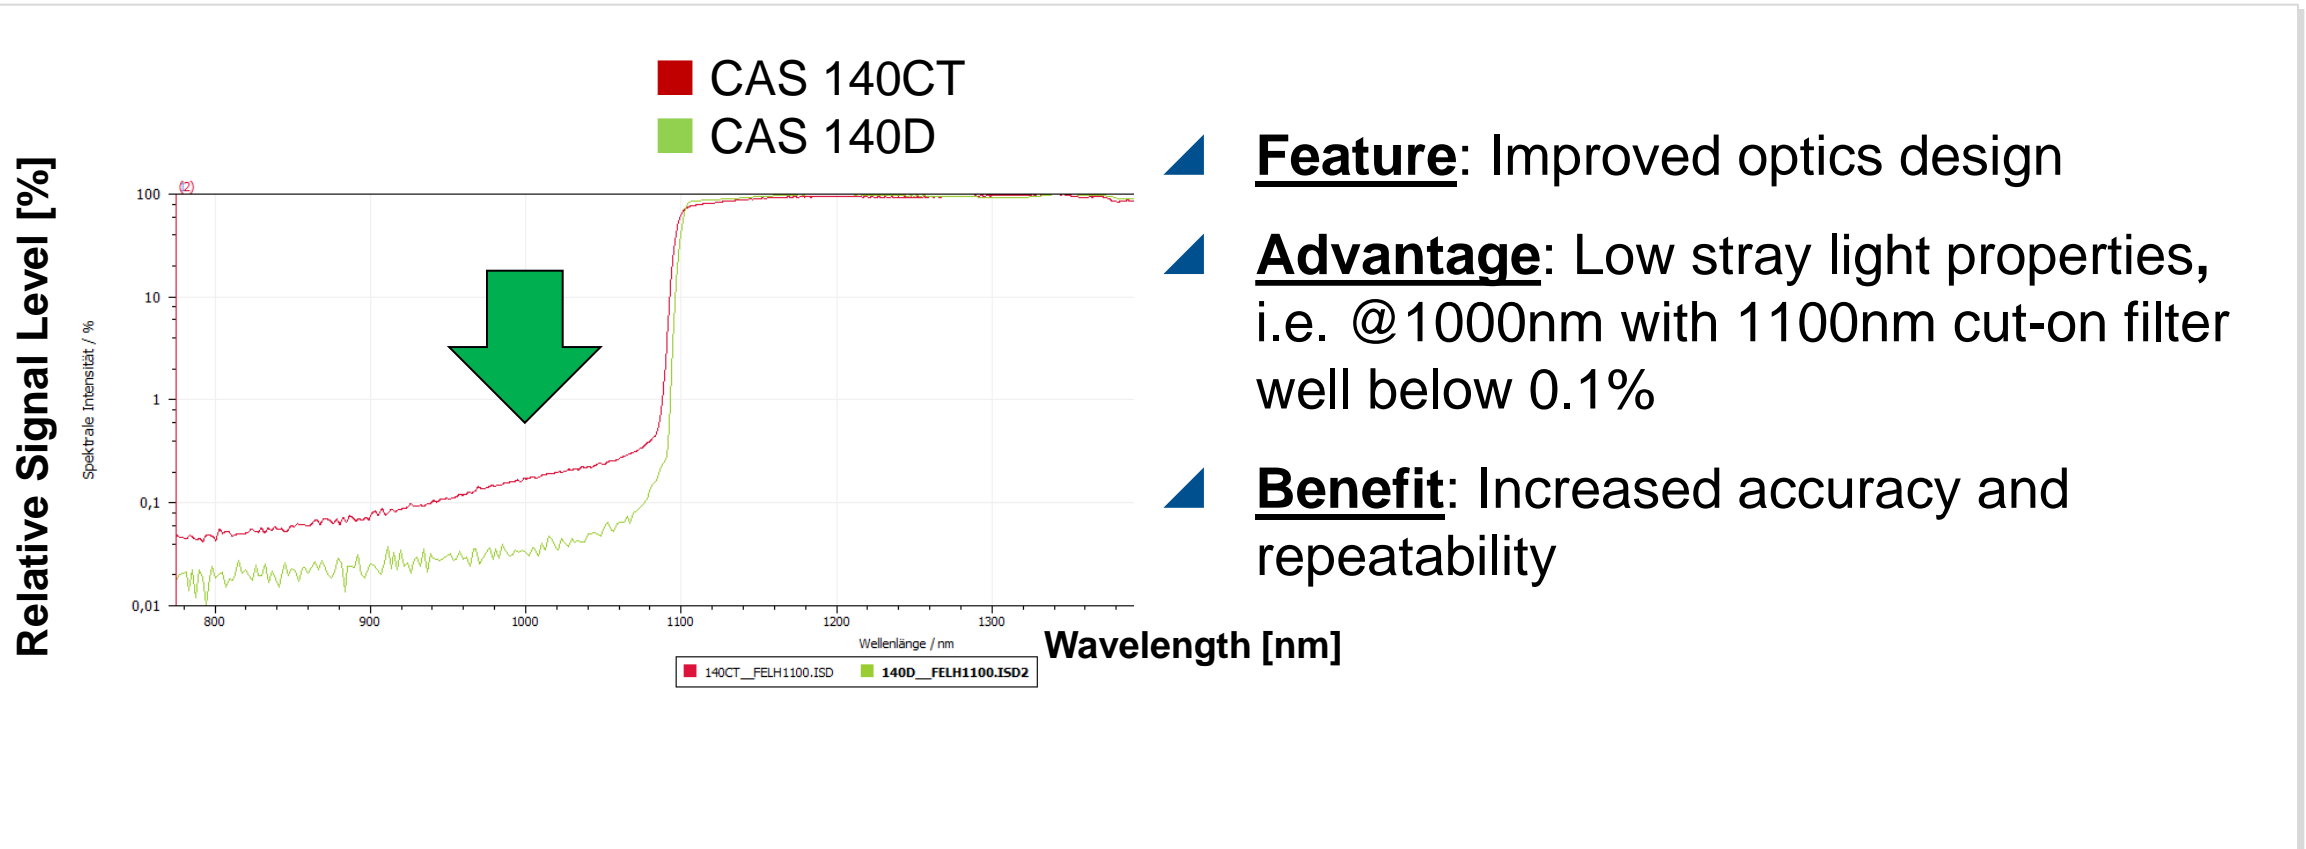 CAS 140CT
CAS 140D
Relative Signal Level [%]
Spektrale Intensität / %
(2)
100
10
1
0,1
0,01
800 900 1000 1100 1200 1300
Wellenlänge / nm
Wavelength [nm]
140CT__FELH1100.ISD 140D__FELH1100.ISD2
Feature: Improved optics design
Advantage: Low stray light properties,
i.e. @1000nm with 1100nm cut-on filter
well below 0.1%
Benefit: Increased accuracy and
repeatability